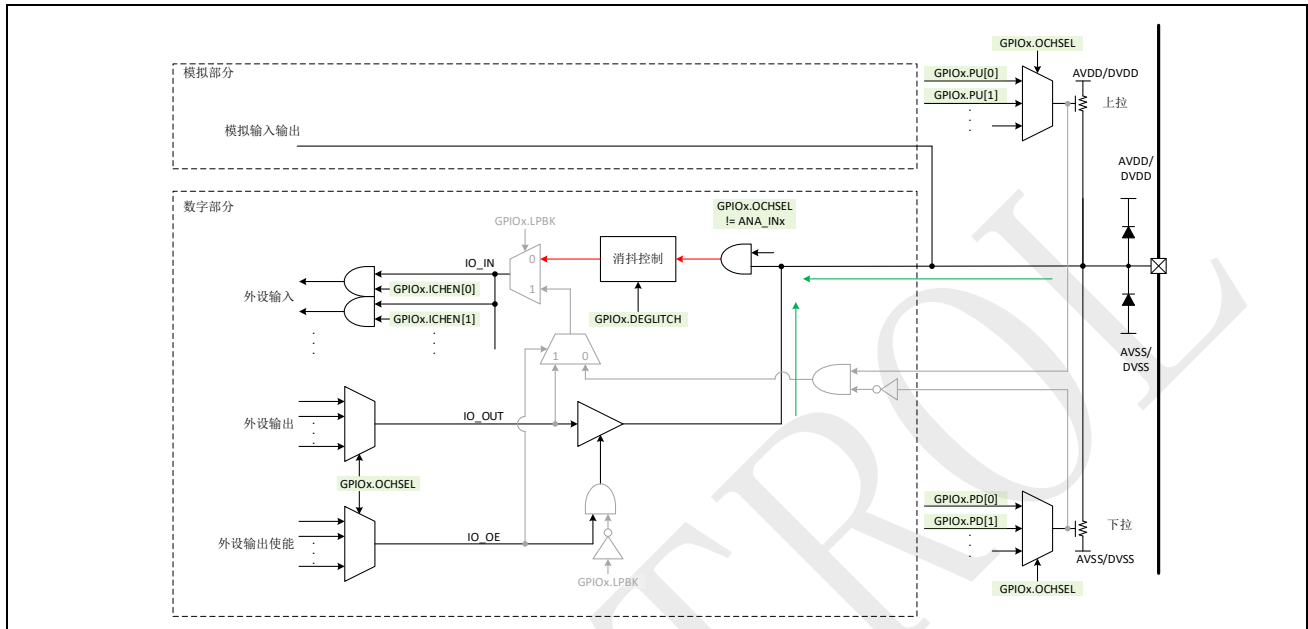 GPIOx.OCHSEL
模拟部分
GPIOx.PU[0]
AVDD/DVDD
GPIOx.PU[1]
上拉
模拟输入输出
AVDD/
DVDD
数字部分
GPIOx.OCHSEL
!= ANA_INx
GPIOx.LPBK
IO_IN
0
消抖控制
1
外设输入
GPIOx.ICHEN[0]
GPIOx.ICHEN[1]
GPIOx.DEGLITCH
AVSS/
DVSS
1 0
外设输出
IO_OUT
GPIOx.OCHSEL
GPIOx.PD[0]
GPIOx.PD[1]
下拉
外设输出使能
IO_OE
AVSS/DVSS
GPIOx.LPBK
GPIOx.OCHSEL
TROL